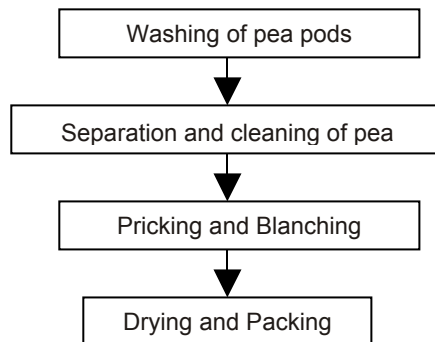 Washing of pea pods
Separation and cleaning of pea
Pricking and Blanching
Drying and Packing